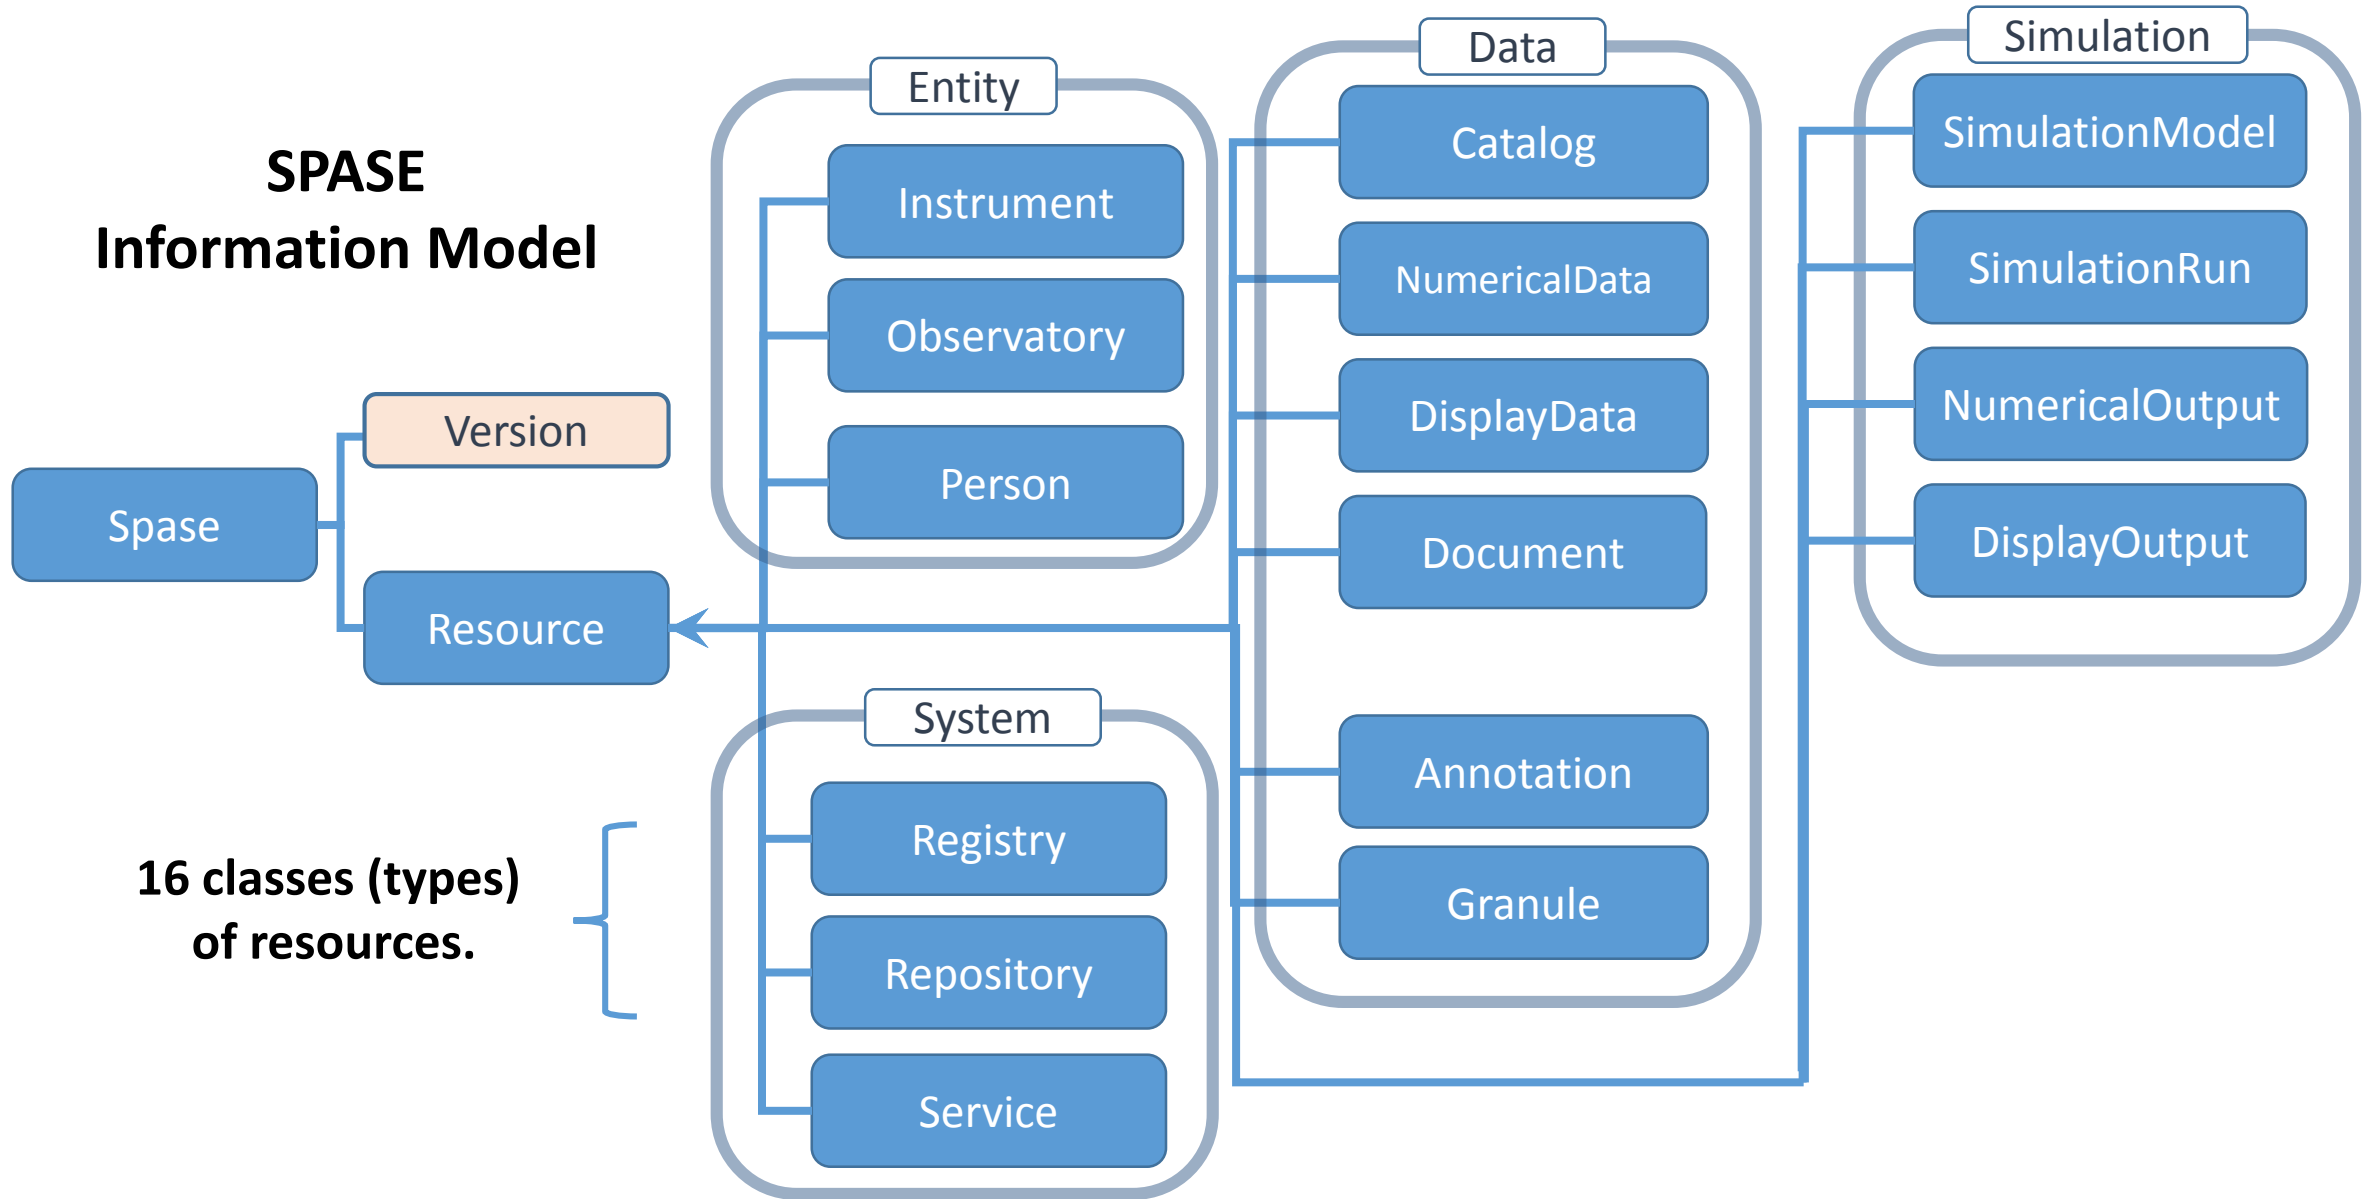 SPASE
Information Model
Spase
Version
Resource
16 classes (types)
of resources.
Entity
Instrument
Observatory
Person
System
Registry
Repository
Service
Data
Catalog
NumericalData
DisplayData
Document
Annotation
Granule
Simulation
SimulationModel
SimulationRun
NumericalOutput
DisplayOutput